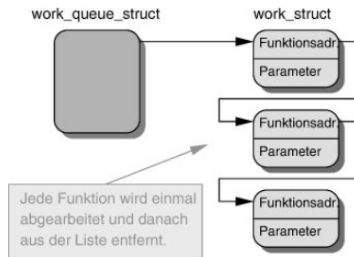 work_queue_struct
work_struct
Funktionsadr.
Parameter
Funktionsadr.
Parameter
Funktionsadr.
Parameter
Jede Funktion wird einmal
abgearbeitet und danach
aus der Liste entfernt.